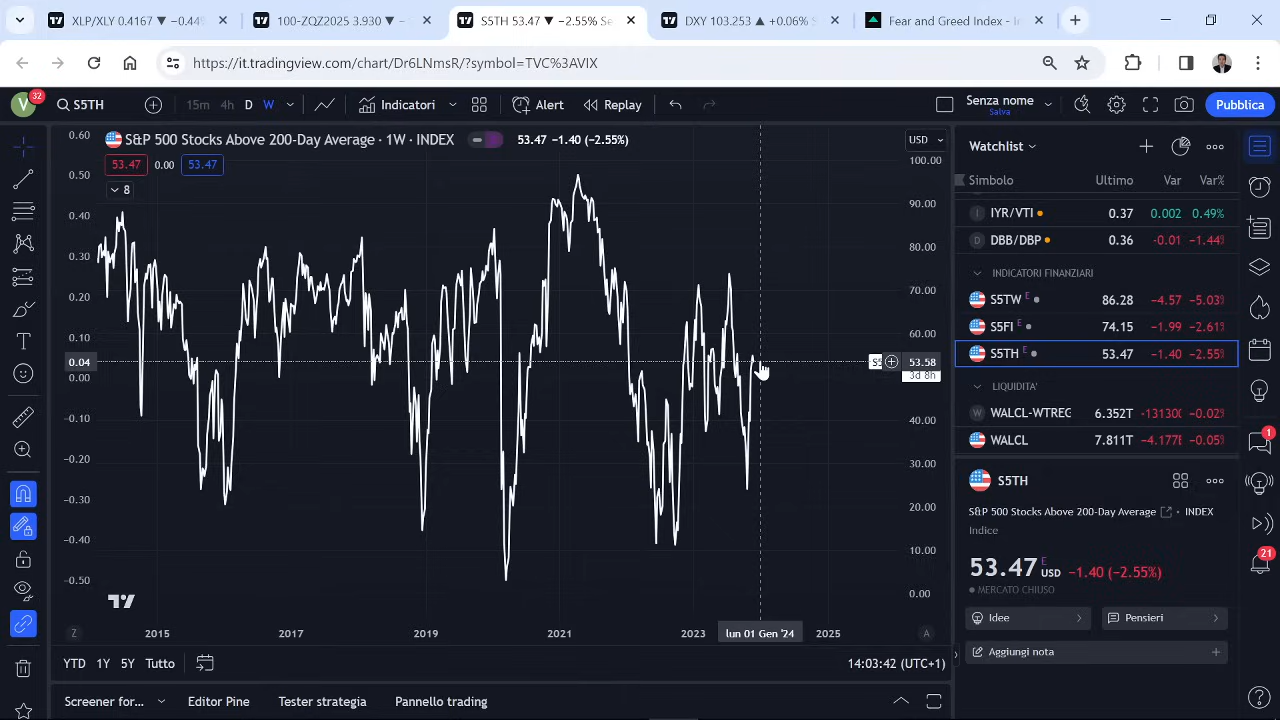 XLP/XLY 0.4167 ▼ −0.44
100-ZQZ2025 3.930 ▼ −
S5TH 53.47 ▼ −2.55% Se
DXY 103.251 ▲ +0.06% S
Fear and Greed Index - In
https://it.tradingview.com/chart/Dr6LNmsR/?symbol=TVC%3AVIX
V
32
S5TH
15m
4h
D
W
Indicatori
Alert
Replay
Senza nome
Salva
Pubblica
S&P 500 Stocks Above 200-Day Average · 1W · INDEX
53.47 −1.40 (−2.55%)
53.47
0.00
53.47
8
USD
0.60
0.50
0.40
0.30
0.20
0.10
0.04
0.00
−0.10
−0.20
−0.30
−0.40
−0.50
100.00
90.00
80.00
70.00
60.00
53.58
3d 8h
40.00
30.00
20.00
10.00
0.00
Z
2015
2017
2019
2021
2023
lun 01 Gen '24
2025
A
YTD
1Y
5Y
Tutto
14:03:42 (UTC+1)
Screener for...
Editor Pine
Tester strategia
Pannello trading
Watchlist
Simbolo
Ultimo
Var
Var%
I
IYR/VTI
0.37
0.002
0.49%
D
DBB/DBP
0.36
−0.01
−1.44%
INDICATORI FINANZIARI
S5TW E
86.28
−4.57
−5.03%
S5FI E
74.15
−1.99
−2.61%
S5TH E
53.47
−1.40
−2.55%
LIQUIDITA'
W
WALCL-WTREG
6.352T
−0.02%
WALCL
7.811T
−0.05%
S5TH
S&P 500 Stocks Above 200-Day Average
INDEX
Indice
53.47 E USD −1.40 (−2.55%)
MERCATO CHIUSO
Idee
Pensieri
Aggiungi nota
1
21